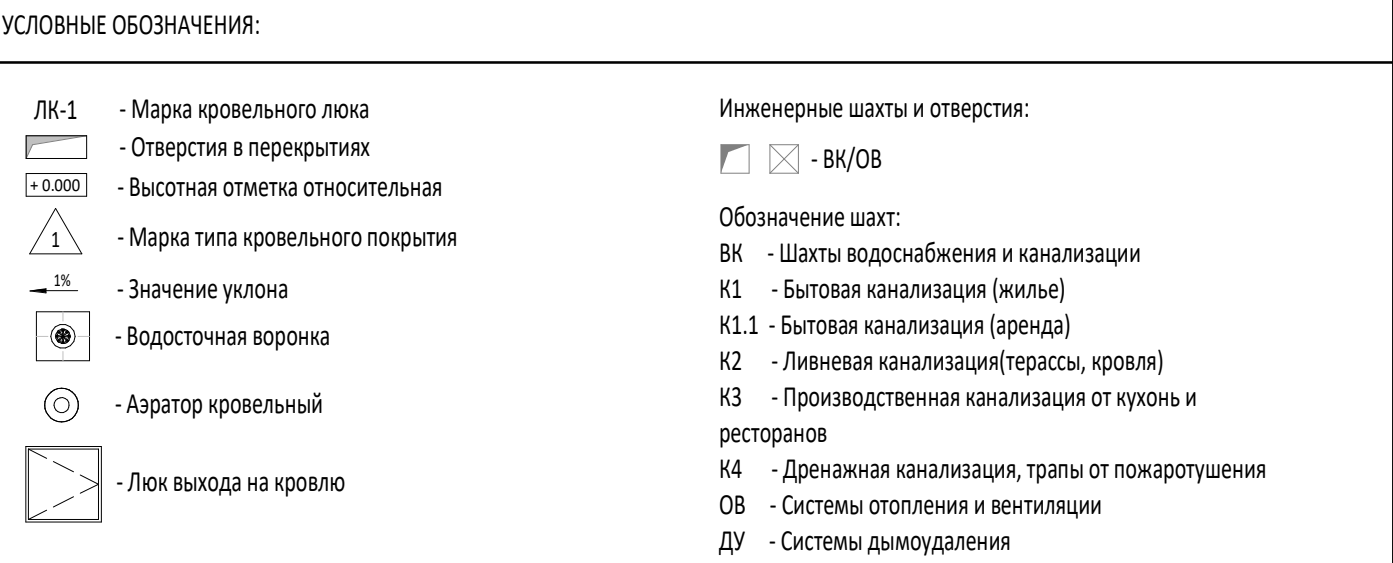 УСЛОВНЫЕ ОБОЗНАЧЕНИЯ:
ЛК-1 - Марка кровельного люка
- Отверстия в перекрытиях
+ 0.000 - Высотная отметка относительная
1 - Марка типа кровельного покрытия
1% - Значение уклона
- Водосточная воронка
- Аэратор кровельный
- Люк выхода на кровлю
Инженерные шахты и отверстия:
- ВК/ОВ
Обозначение шахт:
ВК - Шахты водоснабжения и канализации
К1 - Бытовая канализация (жилье)
К1.1 - Бытовая канализация (аренда)
К2 - Ливневая канализация(терассы, кровля)
К3 - Производственная канализация от кухонь и
ресторанов
К4 - Дренажная канализация, трапы от пожаротушения
ОВ - Системы отопления и вентиляции
ДУ - Системы дымоудаления